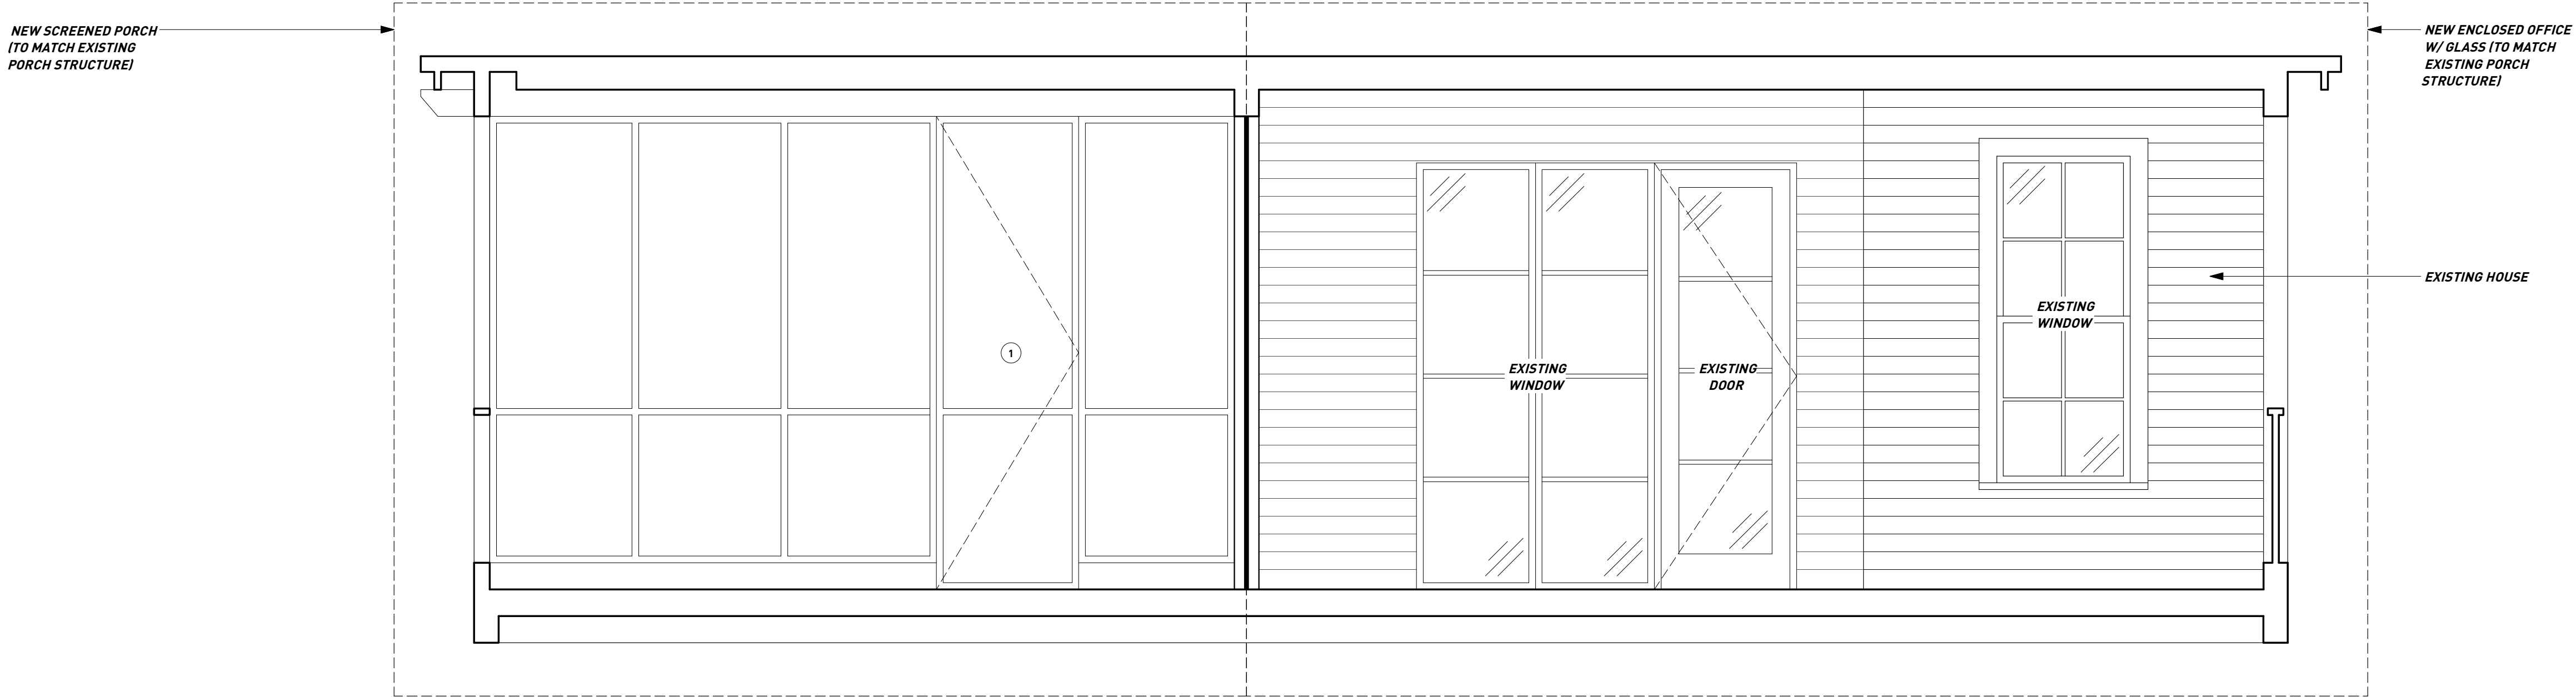 NEW SCREENED PORCH
(TO MATCH EXISTING
PORCH STRUCTURE)
NEW ENCLOSED OFFICE
W/ GLASS (TO MATCH
EXISTING PORCH
STRUCTURE)
EXISTING HOUSE
EXISTING
WINDOW
1
EXISTING
WINDOW
EXISTING
DOOR